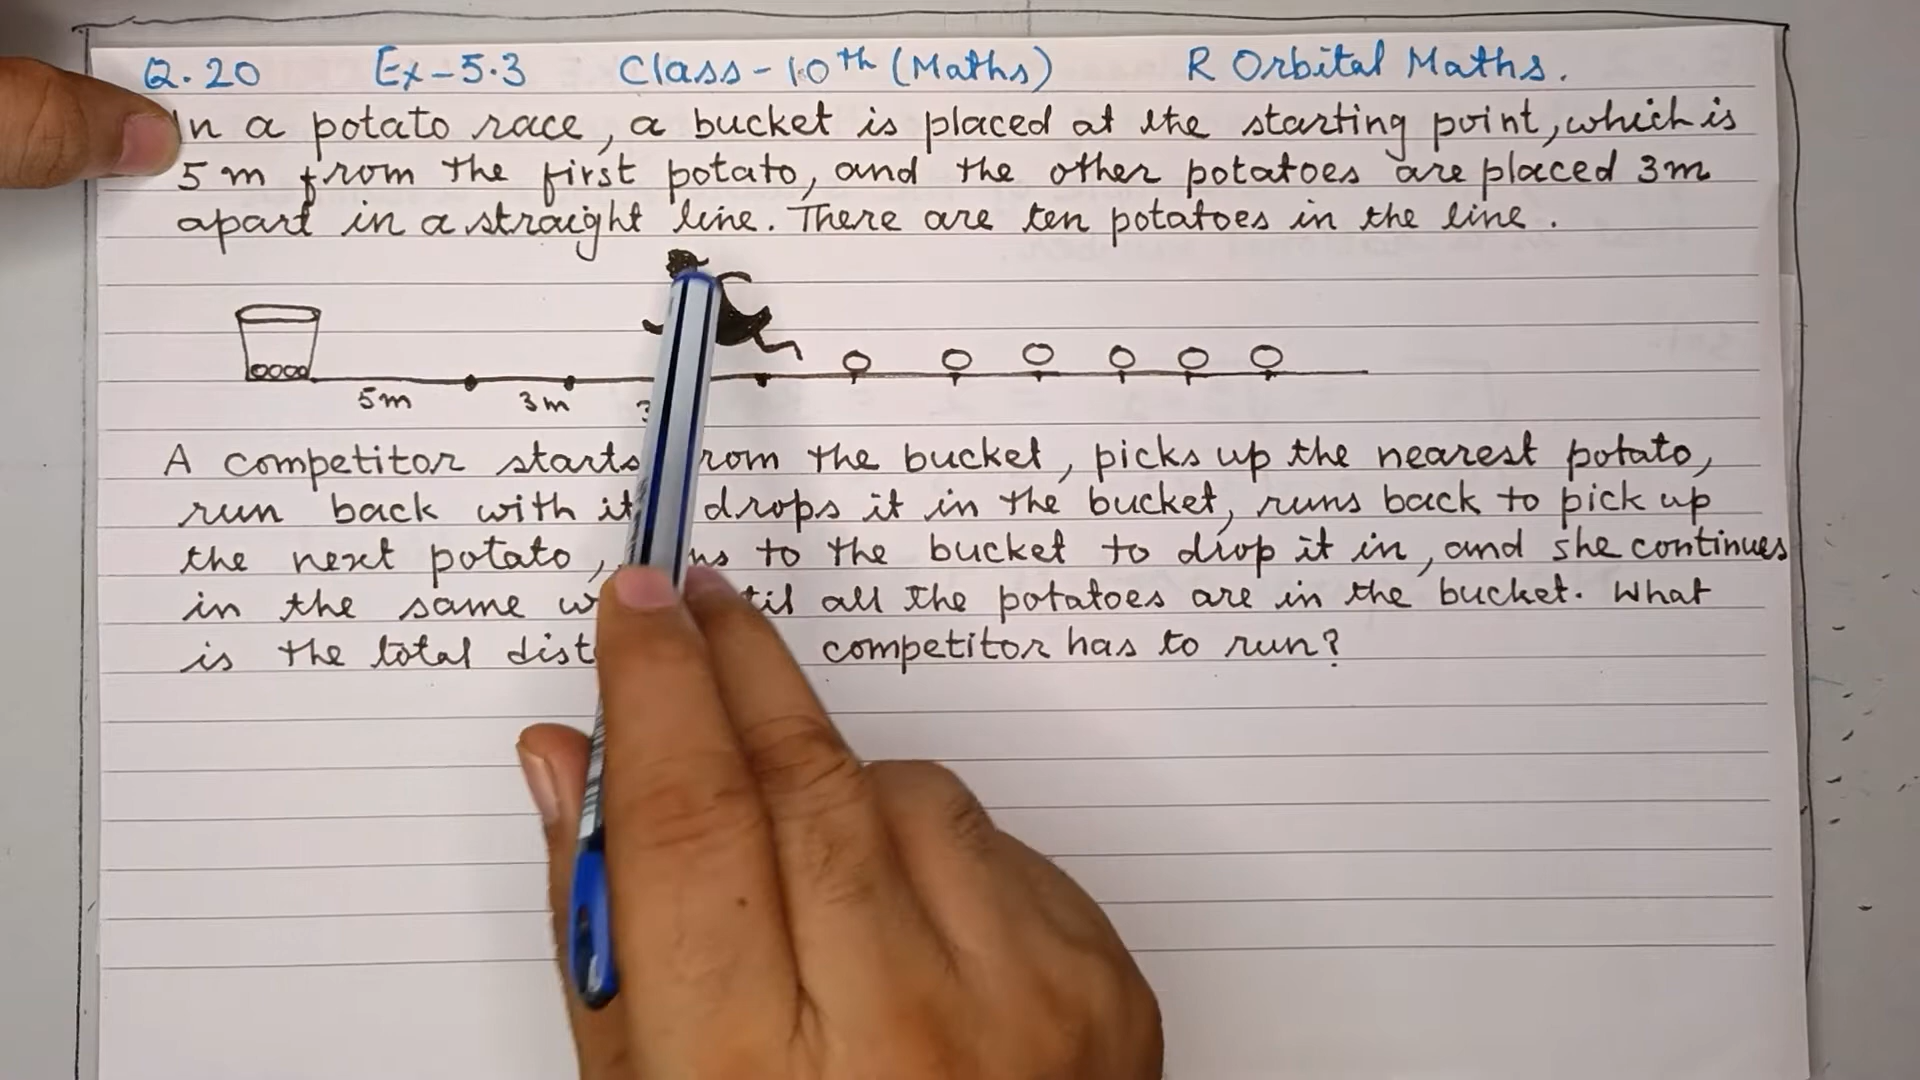 Q.20 Ex-5.3 Class-10th (Maths) R Orbital Maths.
In a potato race, a bucket is placed at the starting point, which is
5 m from the first potato, and the other potatoes are placed 3m
apart in a straight line. There are ten potatoes in the line.
5m 3m
A competitor starts from the bucket, picks up the nearest potato,
run back with it drops it in the bucket, runs back to pick up
the next potato, to the bucket to drop it in, and she continues
in the same all the potatoes are in the bucket. What
is the total competitor has to run?